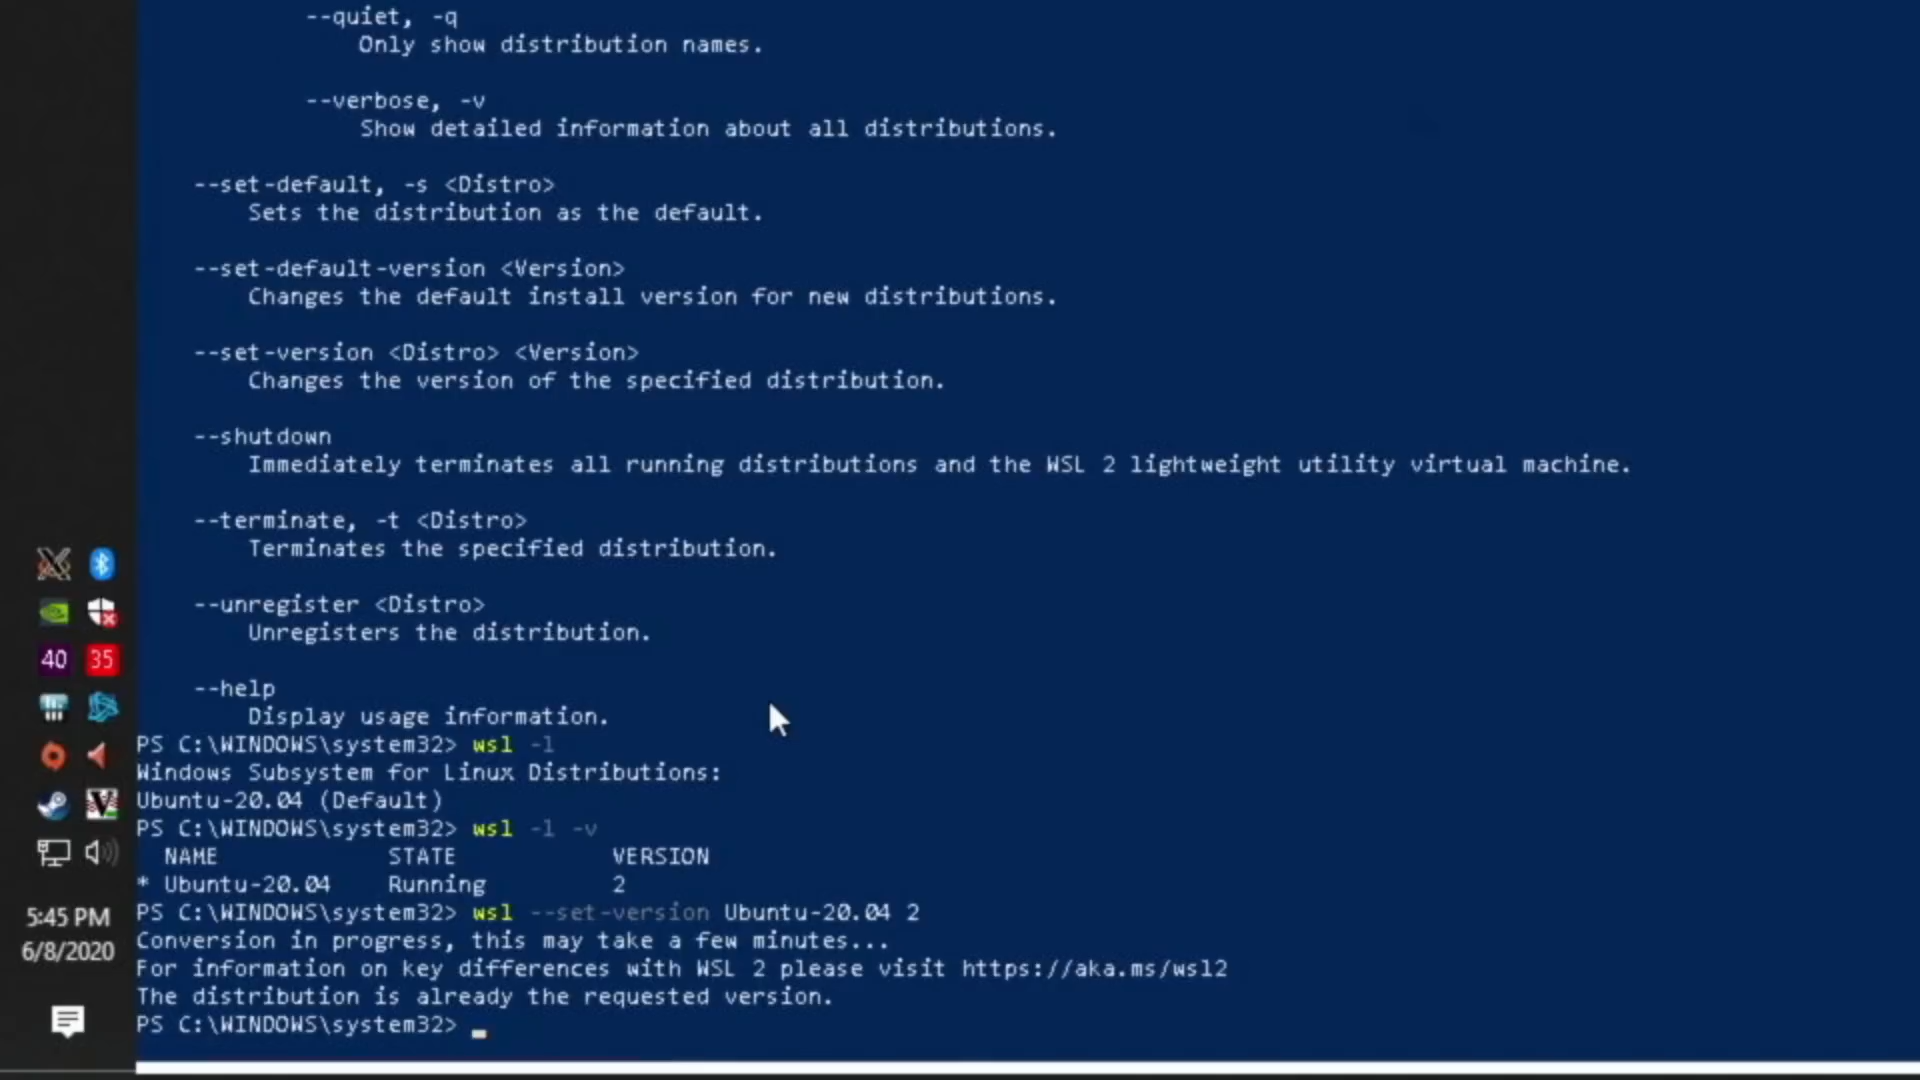 --quiet, -q
Only show distribution names.
--verbose, -v
Show detailed information about all distributions.
--set-default, -s <Distro>
Sets the distribution as the default.
--set-default-version <Version>
Changes the default install version for new distributions.
--set-version <Distro> <Version>
Changes the version of the specified distribution.
--shutdown
Immediately terminates all running distributions and the WSL 2 lightweight utility virtual machine.
--terminate, -t <Distro>
Terminates the specified distribution.
--unregister <Distro>
Unregisters the distribution.
--help
Display usage information.
PS C:\WINDOWS\system32> wsl -l
Windows Subsystem for Linux Distributions:
Ubuntu-20.04 (Default)
PS C:\WINDOWS\system32> wsl -l -v
NAME STATE VERSION
* Ubuntu-20.04 Running 2
PS C:\WINDOWS\system32> wsl --set-version Ubuntu-20.04 2
Conversion in progress, this may take a few minutes...
For information on key differences with WSL 2 please visit https://aka.ms/wsl2
The distribution is already the requested version.
PS C:\WINDOWS\system32>
40 35
V
5:45 PM
6/8/2020